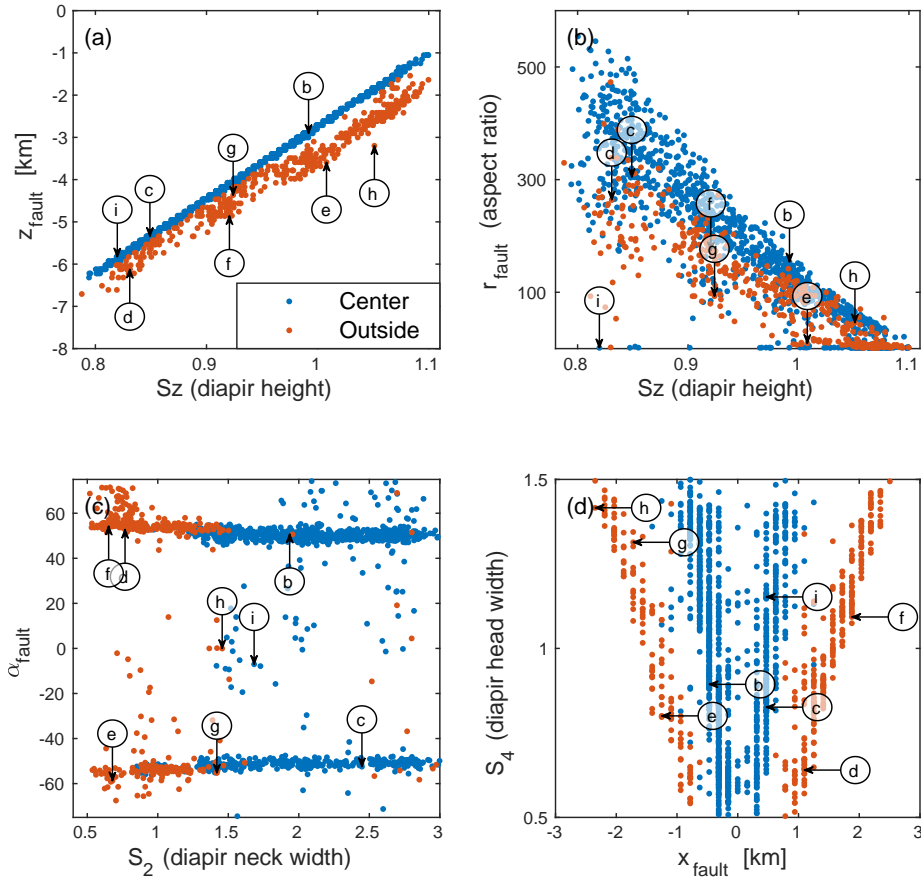 (a)
0
-1
-2
-3
-4
-5
-6
-7
-8
z_fault [km]
b
g
c
i
h
e
f
d
Center
Outside
0.8 0.9 1 1.1
Sz (diapir height)
(b)
500
300
100
r_fault (aspect ratio)
c
d
f
b
g
h
i
e
0.8 0.9 1.0 1.1
Sz (diapir height)
(c)
60
40
20
0
-20
-40
-60
α_fault
f
d
b
h
i
e
g
c
0.5 1 1.5 2 2.5 3
S_2 (diapir neck width)
(d)
1.5
1
0.5
S_4 (diapir head width)
h
g
i
f
b
e
c
d
-3 -2 -1 0 1 2 3
x_fault [km]